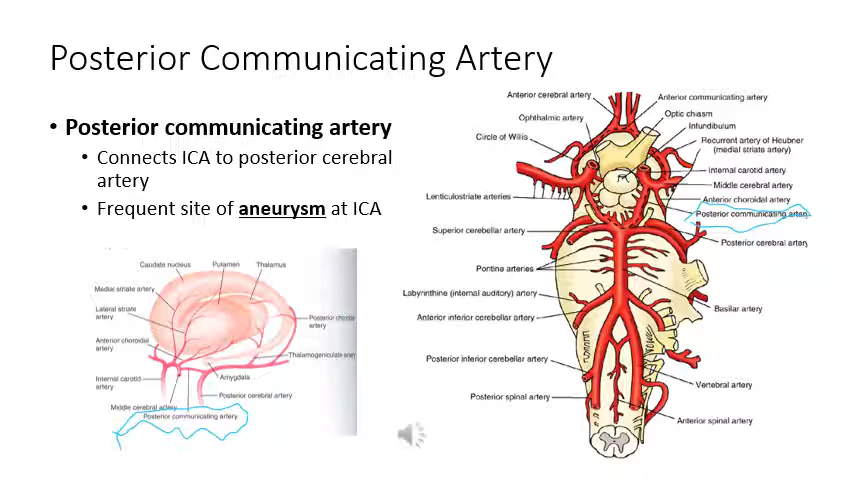 Posterior Communicating Artery
• Posterior communicating artery
• Connects ICA to posterior cerebral
artery
• Frequent site of aneurysm at ICA
Caudate nucleus
Putamen
Thalamus
Medial striate artery
Lateral striate
artery
Anterior choroidal
artery
Internal carotid
artery
Middle cerebral artery
Posterior communicating artery
Amygdala
Posterior cerebral artery
Posterior
artery
Thalamogeniculate
Anterior cerebral artery
Ophthalmic artery
Circle of Willis
Lenticulostriate arteries
Superior cerebellar artery
Pontine arteries
Labyrinthine (internal auditory) artery
Anterior inferior cerebellar artery
Posterior inferior cerebellar artery
Posterior spinal artery
Anterior communicating artery
Optic chiasm
Infundibulum
Recurrent artery of Heubner
(medial striate artery)
Internal carotid artery
Middle cerebral artery
Anterior choroidal artery
Posterior communicating artery
Posterior cerebral artery
Basilar artery
Vertebral artery
Anterior spinal artery